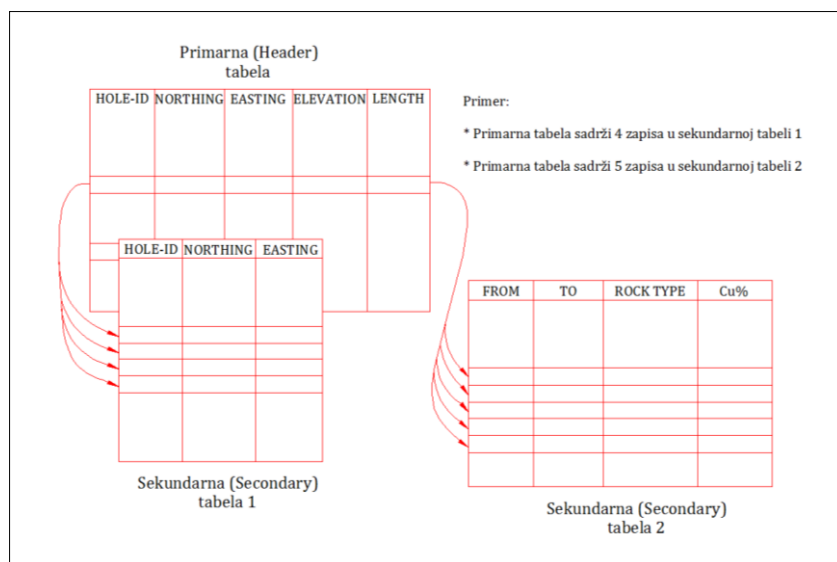 Primarna (Header)
tabela
HOLE-ID NORTHING EASTING ELEVATION LENGTH
Primer:
* Primarna tabela sadrži 4 zapisa u sekundarnoj tabeli 1
* Primarna tabela sadrži 5 zapisa u sekundarnoj tabeli 2
HOLE-ID NORTHING EASTING
FROM TO ROCK TYPE Cu%
Sekundarna (Secondary)
tabela 1
Sekundarna (Secondary)
tabela 2